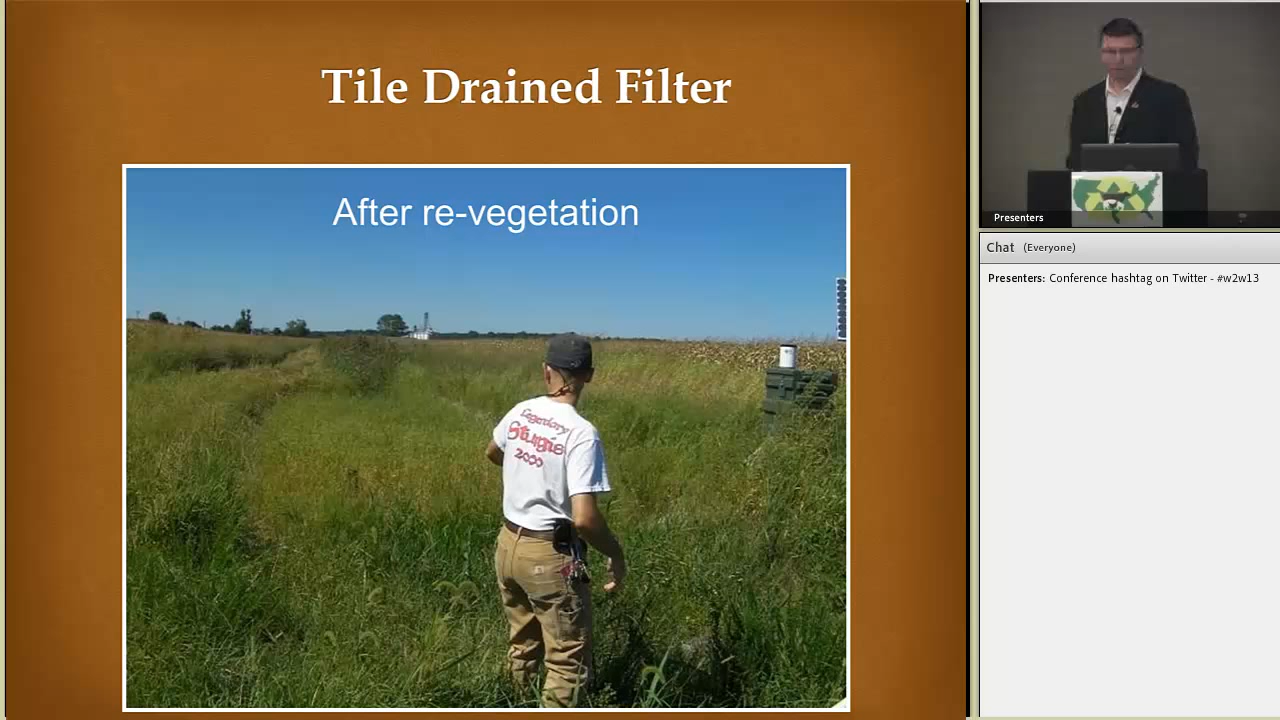 Tile Drained Filter
After re-vegetation
Legendary
Sturgis
2000
Presenters
Chat (Everyone)
Presenters: Conference hashtag on Twitter - #w2w13